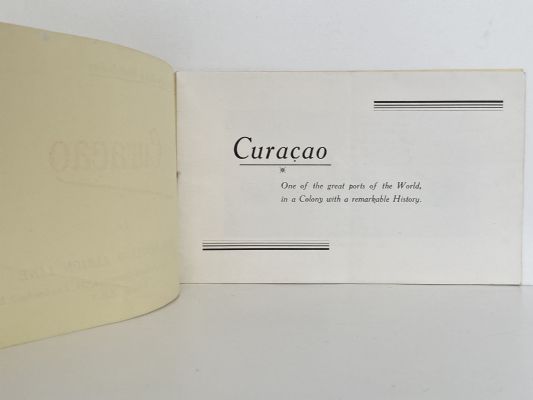 Curaçao
One of the great ports of the World,
in a Colony with a remarkable History.